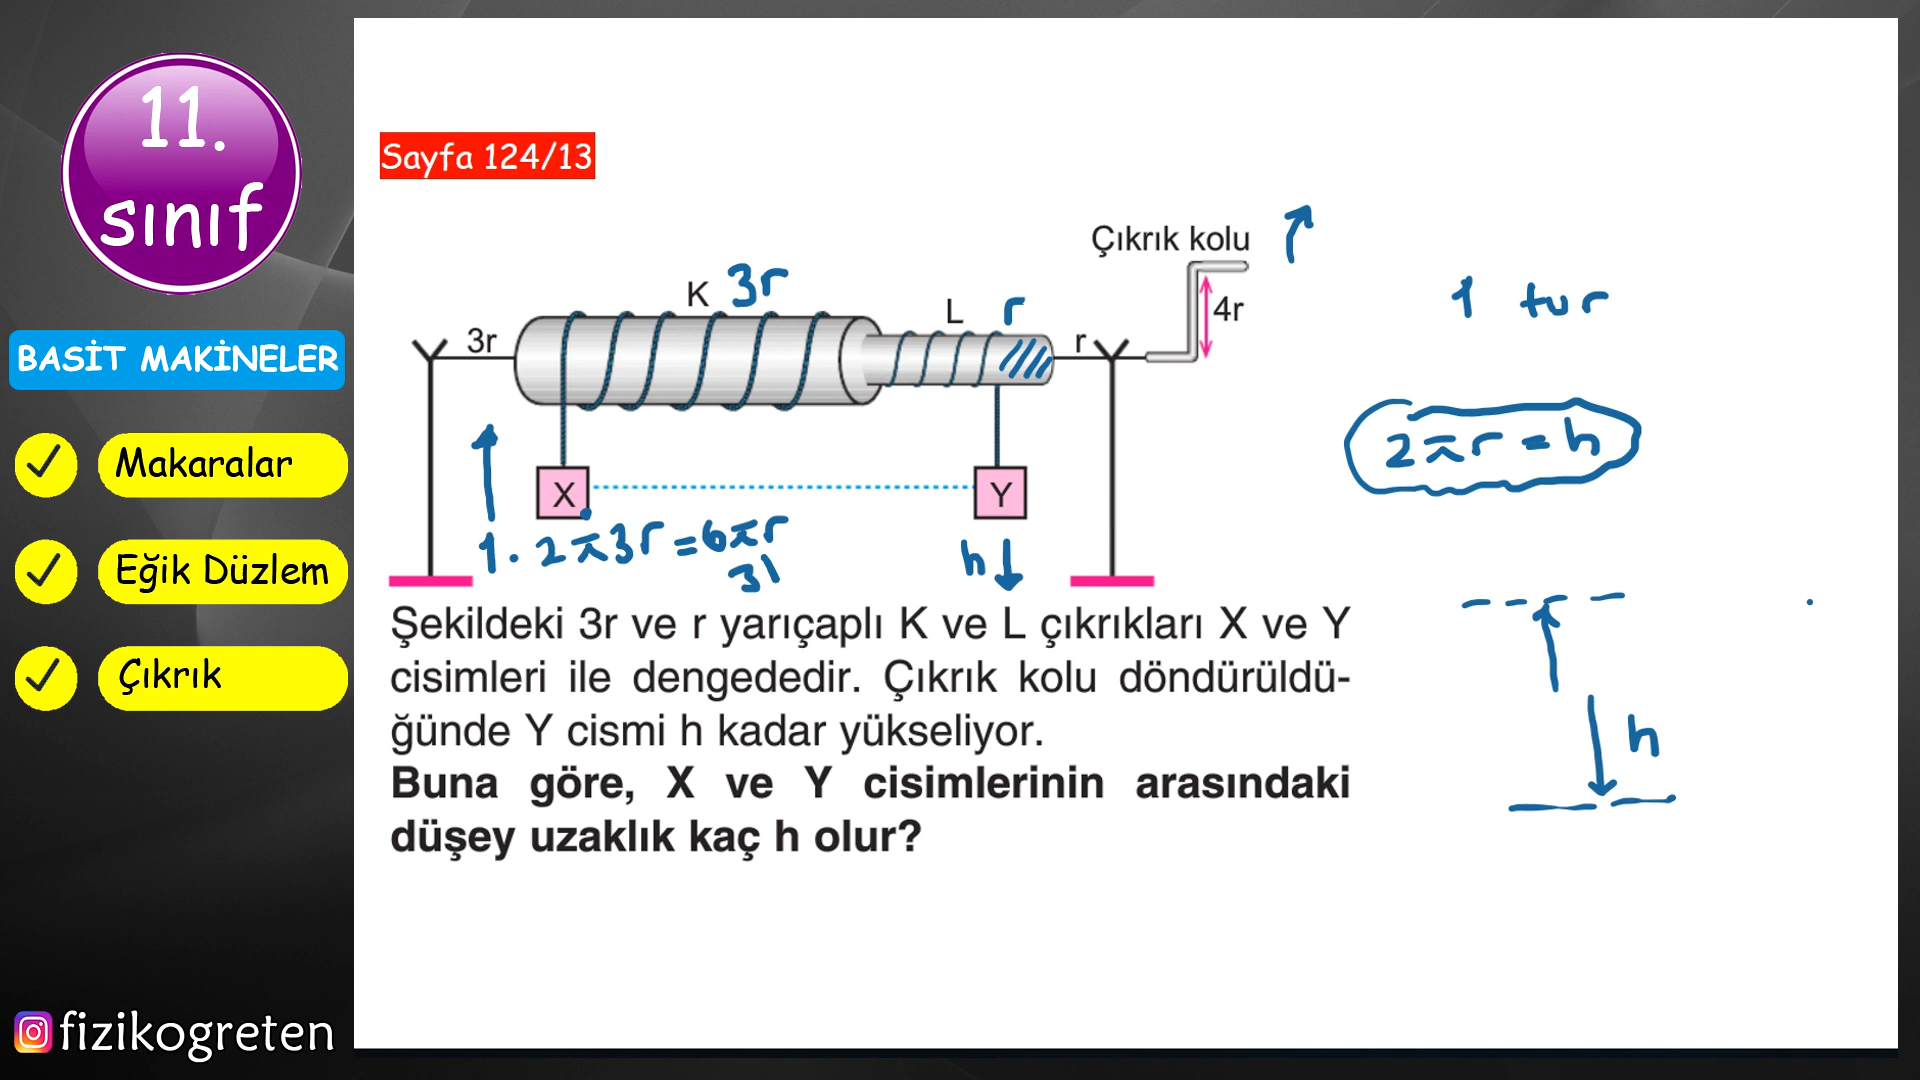 11.
sınıf
BASİT MAKİNELER
Makaralar
Eğik Düzlem
Çıkrık
fizikogreten
Sayfa 124/13
Çıkrık kolu
K 3r
L r
3r
r
4r
1 tur
2πr = h
X
Y
1. 2π3r = 6πr
h
h
Şekildeki 3r ve r yarıçaplı K ve L çıkrıkları X ve Y
cisimleri ile dengededir. Çıkrık kolu döndürüldü-
ğünde Y cismi h kadar yükseliyor.
Buna göre, X ve Y cisimlerinin arasındaki
düşey uzaklık kaç h olur?